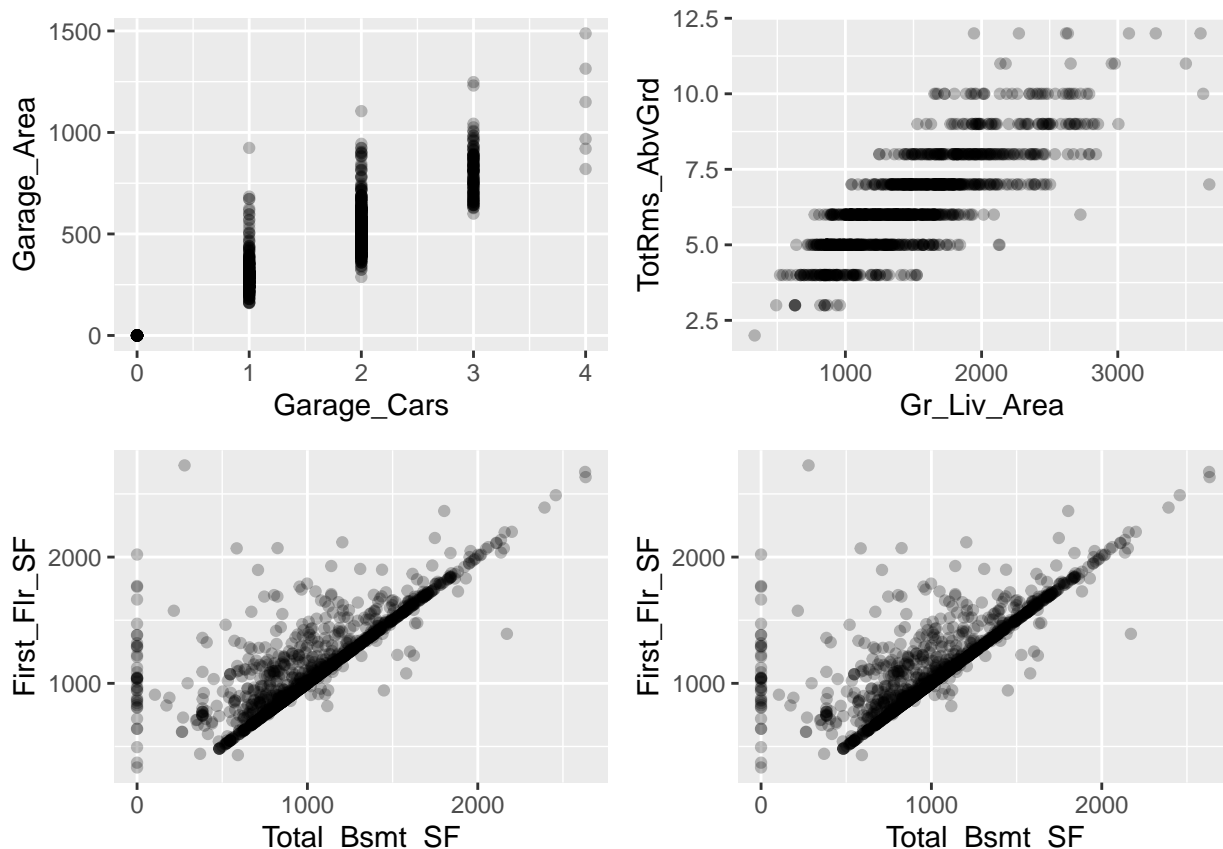 1500
1000
500
0
Garage_Area
0 1 2 3 4
Garage_Cars
12.5
10.0
7.5
5.0
2.5
TotRms_AbvGrd
1000 2000 3000
Gr_Liv_Area
2000
1000
First_Flr_SF
0 1000 2000
Total_Bsmt_SF
2000
1000
First_Flr_SF
0 1000 2000
Total_Bsmt_SF